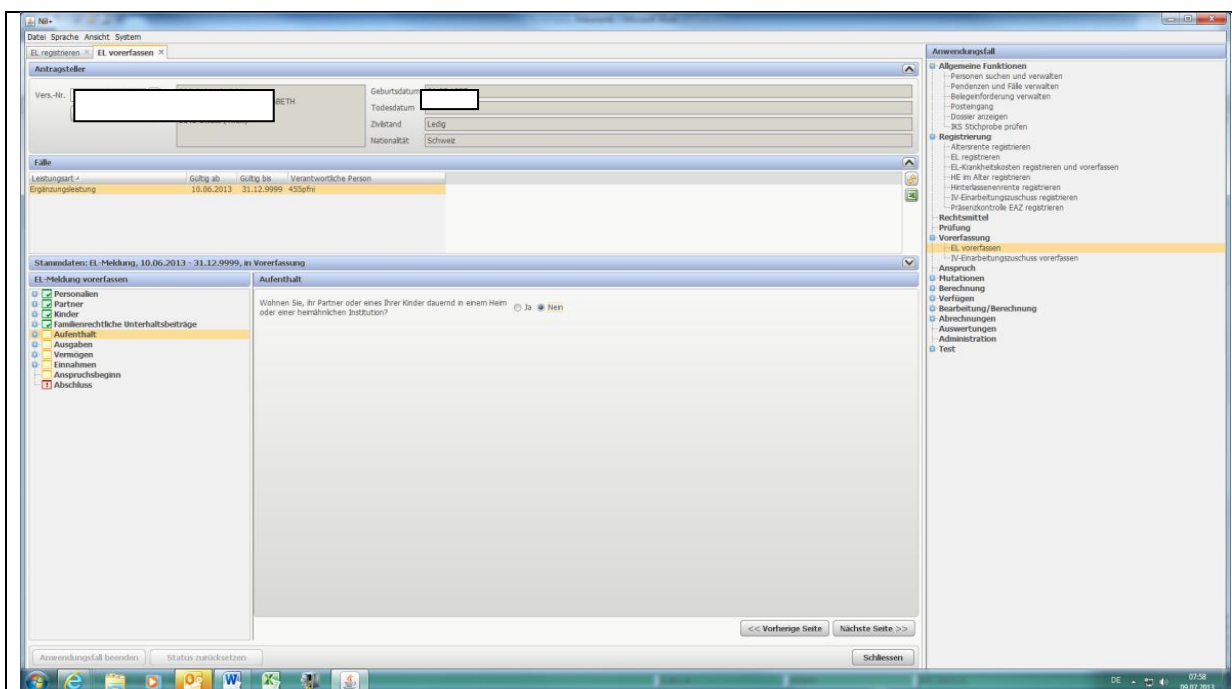 Nil+
Datei Sprache Ansicht System
EL registrieren × EL vorerfassen ×
Antragsteller
Vers.-Nr.
BETH
Geburtsdatum
Todesdatum
Zivilstand Ledig
Nationalität Schweiz
Fälle
Leistungsart Gültig ab Gültig bis Verantwortliche Person
Ergänzungsleistung 10.06.2013 31.12.9999 455pfni
Stammdaten: EL-Meldung, 10.06.2013 - 31.12.9999, in Vorerfassung
EL-Meldung vorerfassen
Personalien
Partner
Kinder
Familienrechtliche Unterhaltsbeiträge
Aufenthalt
Ausgaben
Vermögen
Einnahmen
Anspruchsbeginn
Abschluss
Aufenthalt
Wohnen Sie, ihr Partner oder eines Ihrer Kinder dauernd in einem Heim
oder einer heimähnlichen Institution?
Ja Nein
<< Vorherige Seite Nächste Seite >>
Anwendungsfall beenden Status zurücksetzen Schliessen
Anwendungsfall
Allgemeine Funktionen
Personen suchen und verwalten
Pendenzen und Fälle verwalten
Belegeinforderung verwalten
Posteingang
Dossier anzeigen
IKS Stichprobe prüfen
Registrierung
Altersrente registrieren
EL registrieren
EL-Krankheitskosten registrieren und vorerfassen
HE im Alter registrieren
Hinterlassenenrente registrieren
IV-Einarbeitungszuschuss registrieren
Präsenzkontrolle EAZ registrieren
Rechtsmittel
Prüfung
Vorerfassung
EL vorerfassen
IV-Einarbeitungszuschuss vorerfassen
Anspruch
Mutationen
Berechnung
Verfügen
Bearbeitung/Berechnung
Abrechnungen
Auswertungen
Administration
Test
DE
07:58
09.07.2013